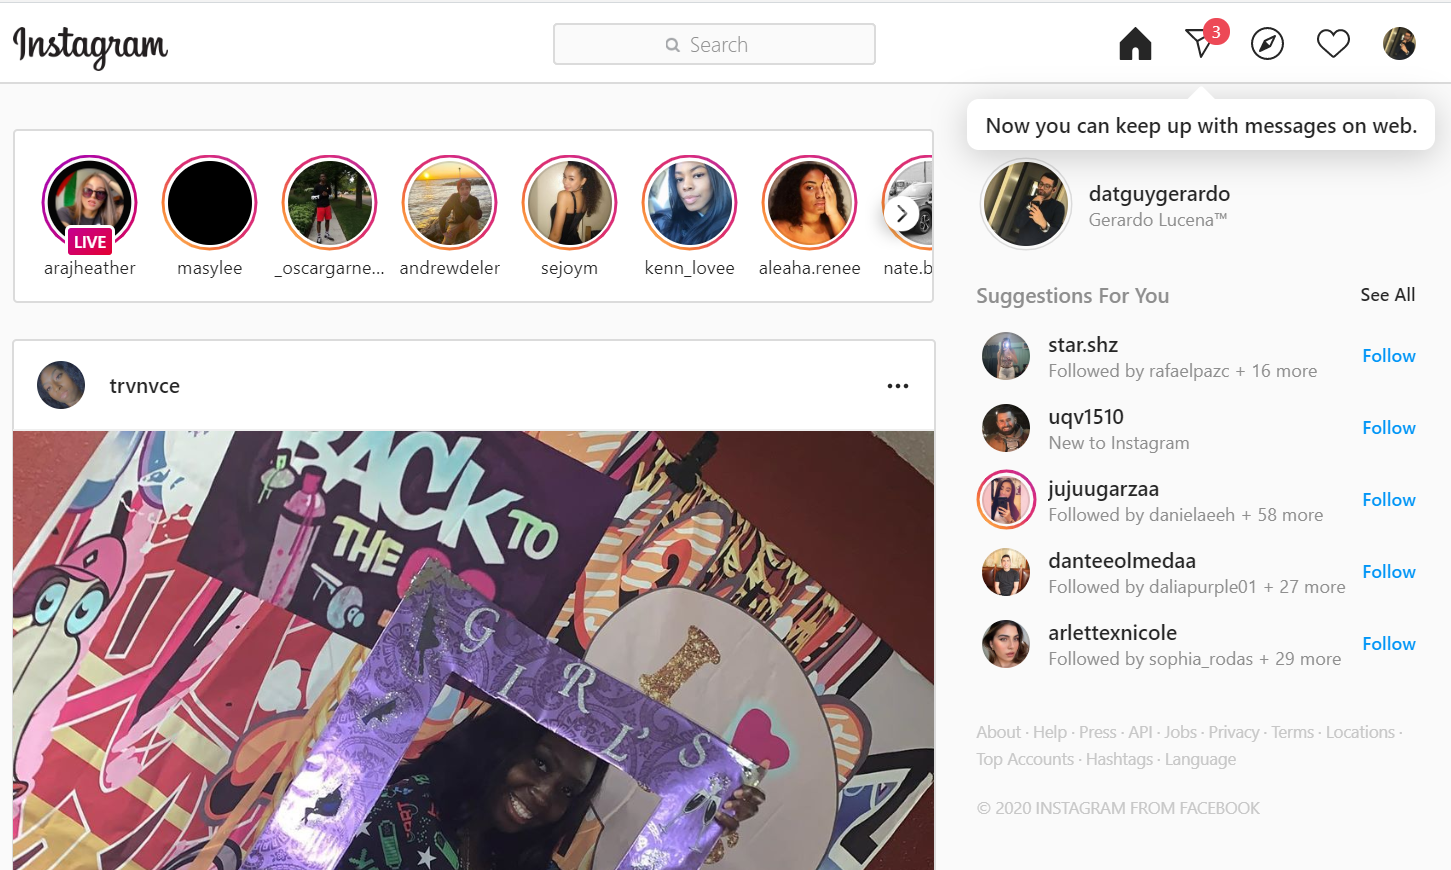 Instagram
Search
3
Now you can keep up with messages on web.
LIVE
arajheather
masylee
_oscargarne...
andrewdeler
sejoym
kenn_lovee
aleaha.renee
nate.b
datguygerardo
Gerardo Lucena™
Suggestions For You
See All
star.shz
Followed by rafaelpazc + 16 more
Follow
uqv1510
New to Instagram
Follow
jujuugarzaa
Followed by danielaeeh + 58 more
Follow
danteeolmedaa
Followed by daliapurple01 + 27 more
Follow
arlettexnicole
Followed by sophia_rodas + 29 more
Follow
About · Help · Press · API · Jobs · Privacy · Terms · Locations ·
Top Accounts · Hashtags · Language
© 2020 INSTAGRAM FROM FACEBOOK
trvnvce
BACK
TO
THE
GIRL'S
I